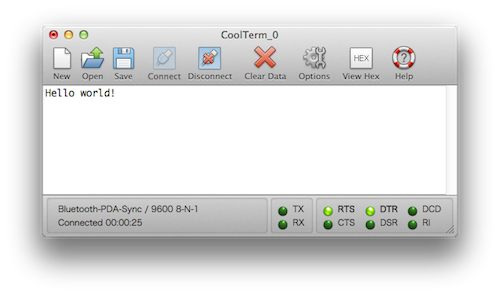 CoolTerm_0
New Open Save Connect Disconnect Clear Data Options HEX View Hex Help
Hello world!
Bluetooth-PDA-Sync / 9600 8-N-1
Connected 00:00:25
TX RTS DTR DCD
RX CTS DSR RI